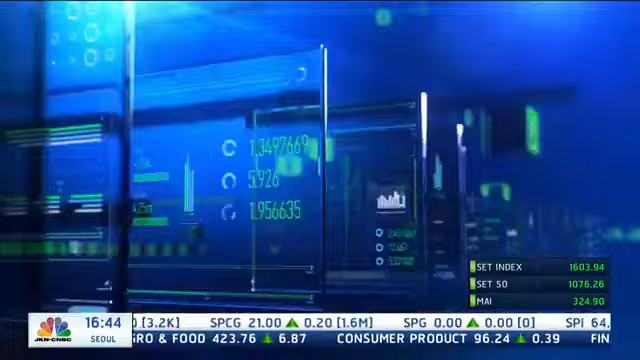 1.3497669
5.926
1.956635
SET INDEX 1603.94
SET 50 1076.26
MAI 324.90
JKN-CNBC
16:44
SEOUL
[3.2K] SPCG 21.00 ▲ 0.20 [1.6M] SPG 0.00 ▲ 0.00 [0] SPI 64.
RO & FOOD 423.76 ▲ 6.87 CONSUMER PRODUCT 96.24 ▲ 0.39 FIN